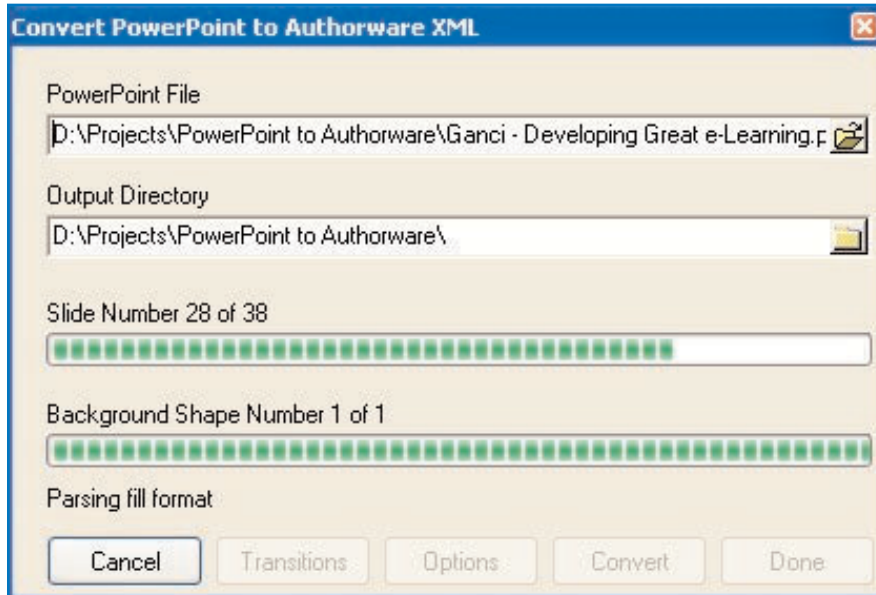 Convert PowerPoint to Authorware XML
PowerPoint File
D:\Projects\PowerPoint to Authorware\Ganci - Developing Great e-Learning.p
Output Directory
D:\Projects\PowerPoint to Authorware\
Slide Number 28 of 38
Background Shape Number 1 of 1
Parsing fill format
Cancel Transitions Options Convert Done